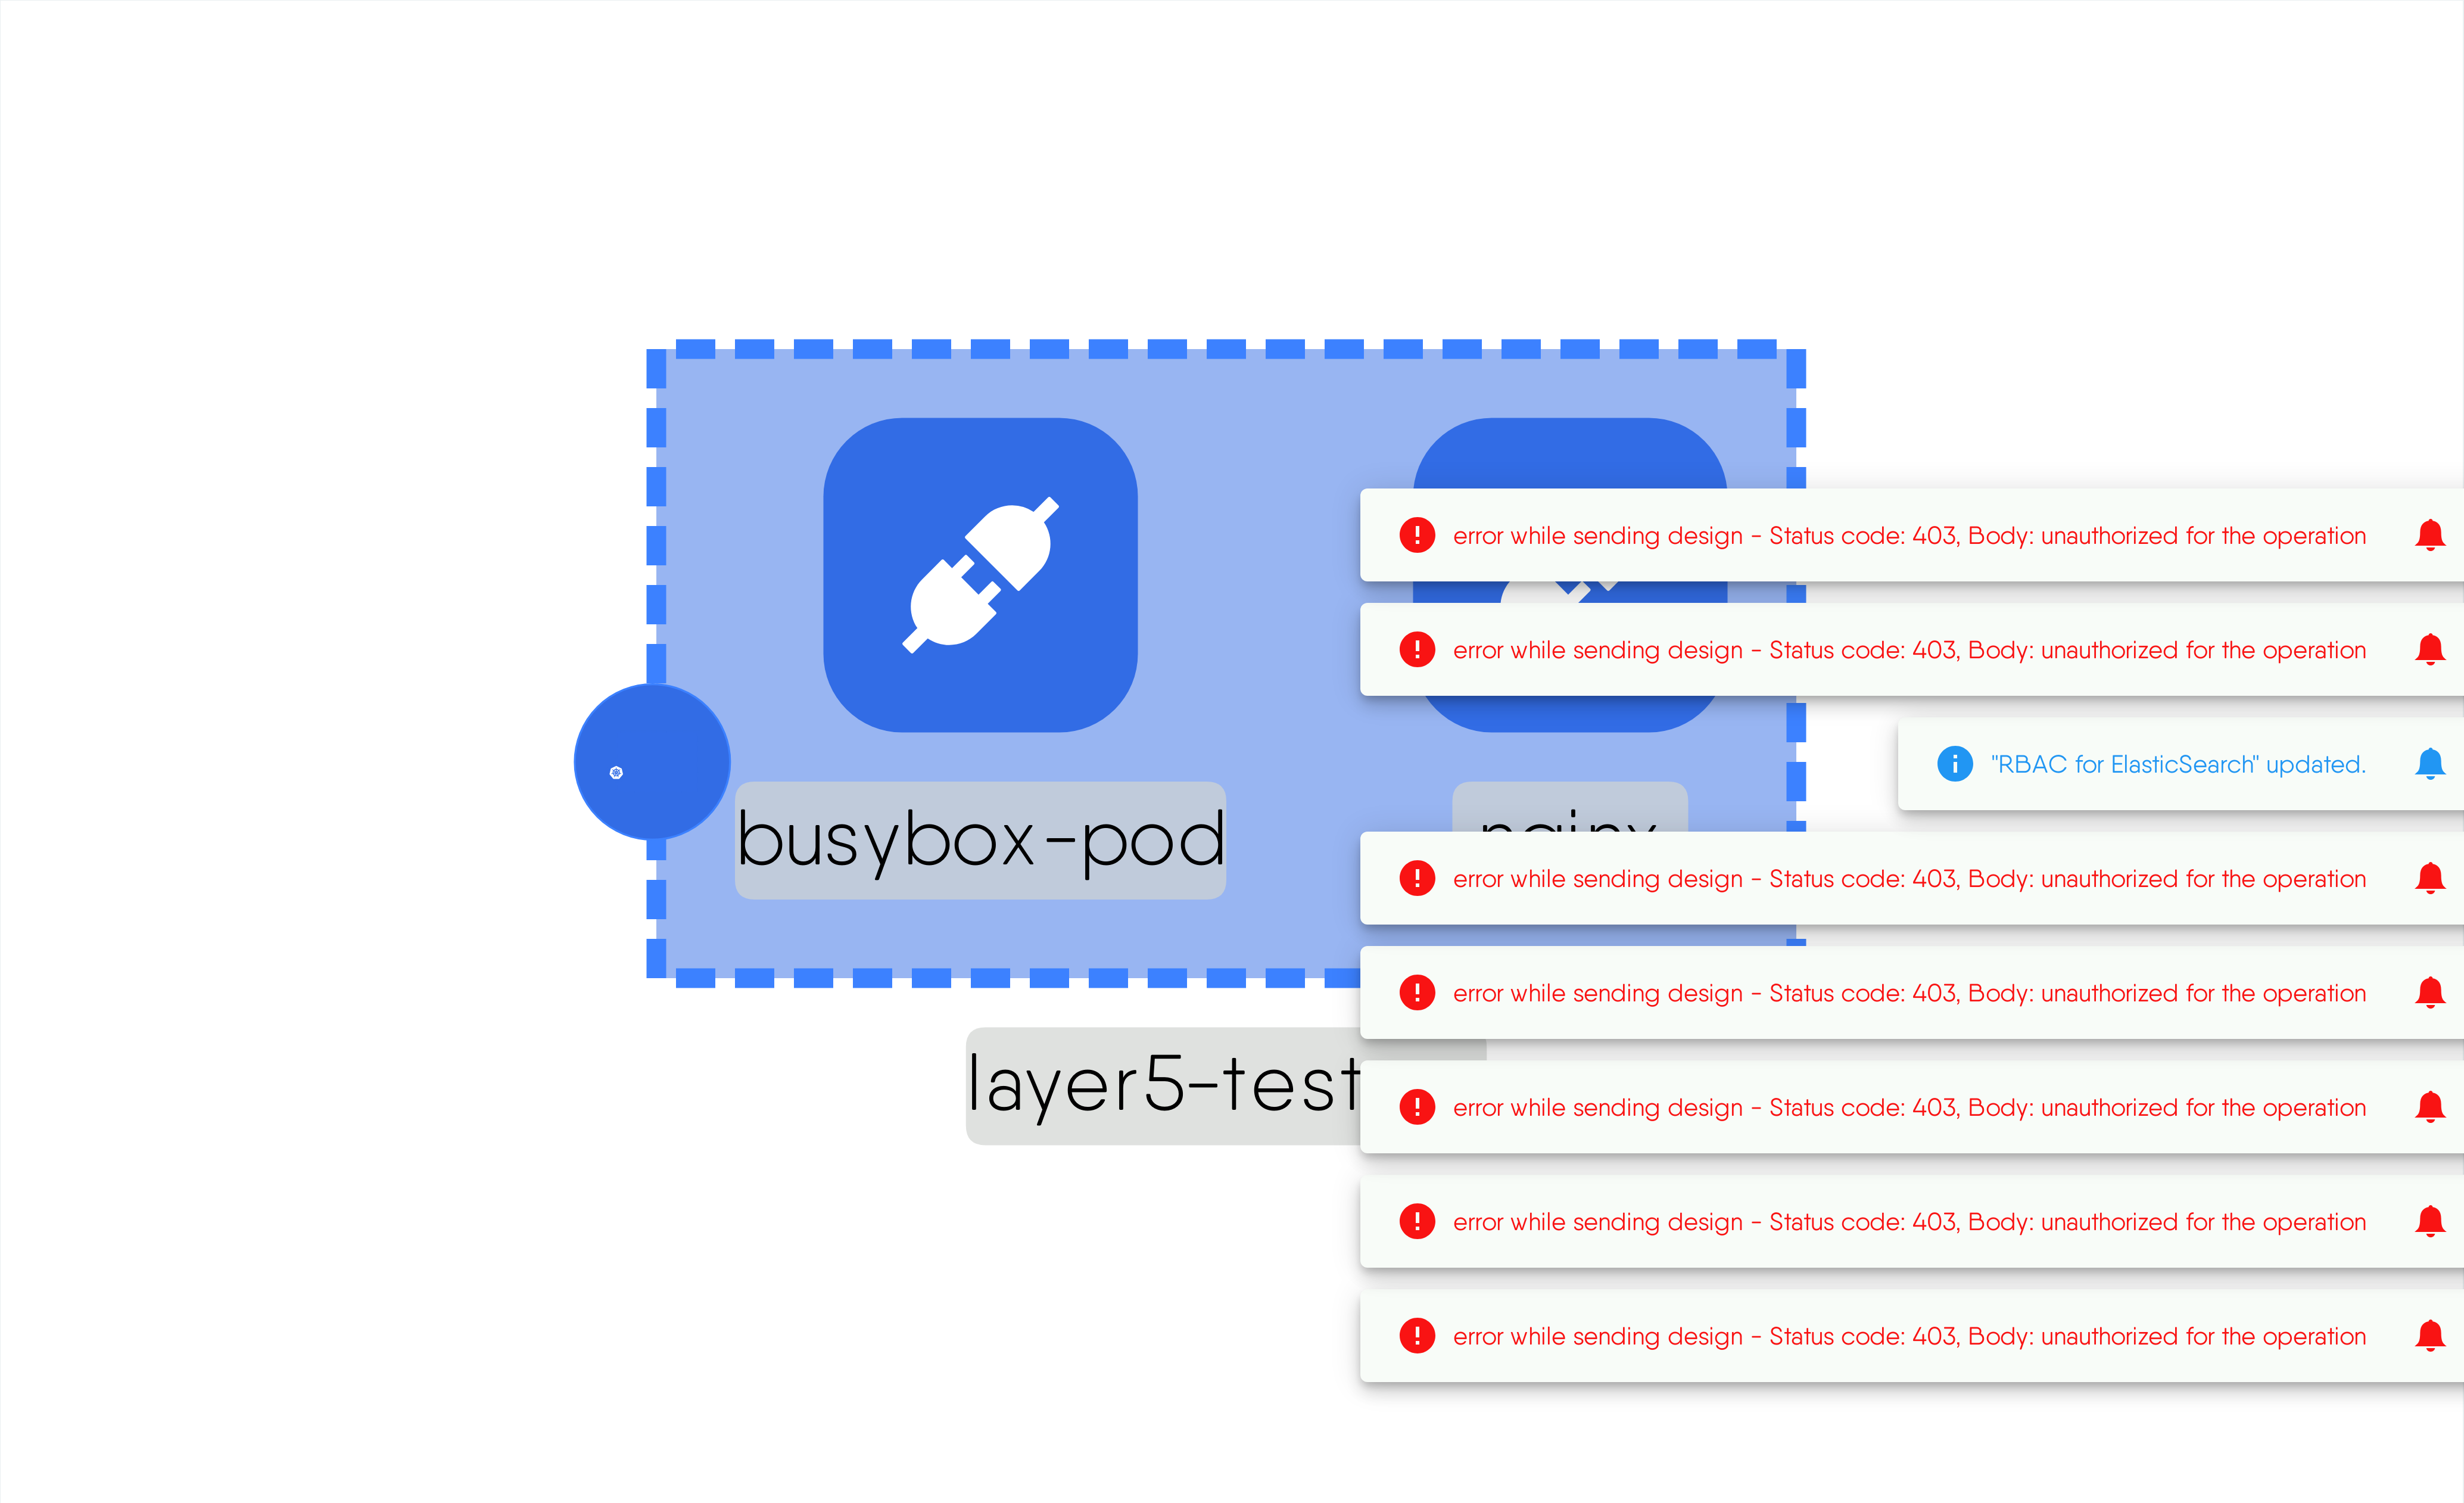 error while sending design - Status code: 403, Body: unauthorized for the operation
error while sending design - Status code: 403, Body: unauthorized for the operation
"RBAC for ElasticSearch" updated.
busybox-pod
nginx
error while sending design - Status code: 403, Body: unauthorized for the operation
error while sending design - Status code: 403, Body: unauthorized for the operation
layer5-test
error while sending design - Status code: 403, Body: unauthorized for the operation
error while sending design - Status code: 403, Body: unauthorized for the operation
error while sending design - Status code: 403, Body: unauthorized for the operation